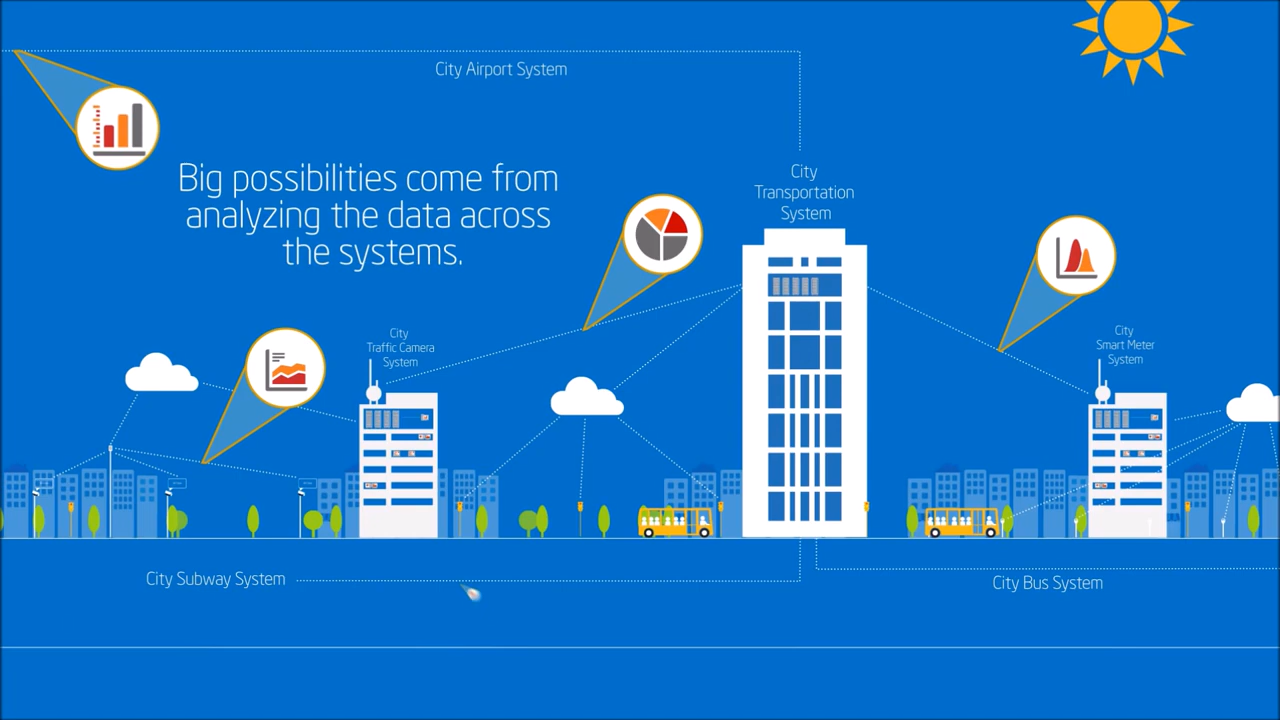 City Airport System
Big possibilities come from
analyzing the data across
the systems.
City
Transportation
System
City
Traffic Camera
System
City
Smart Meter
System
City Subway System
City Bus System